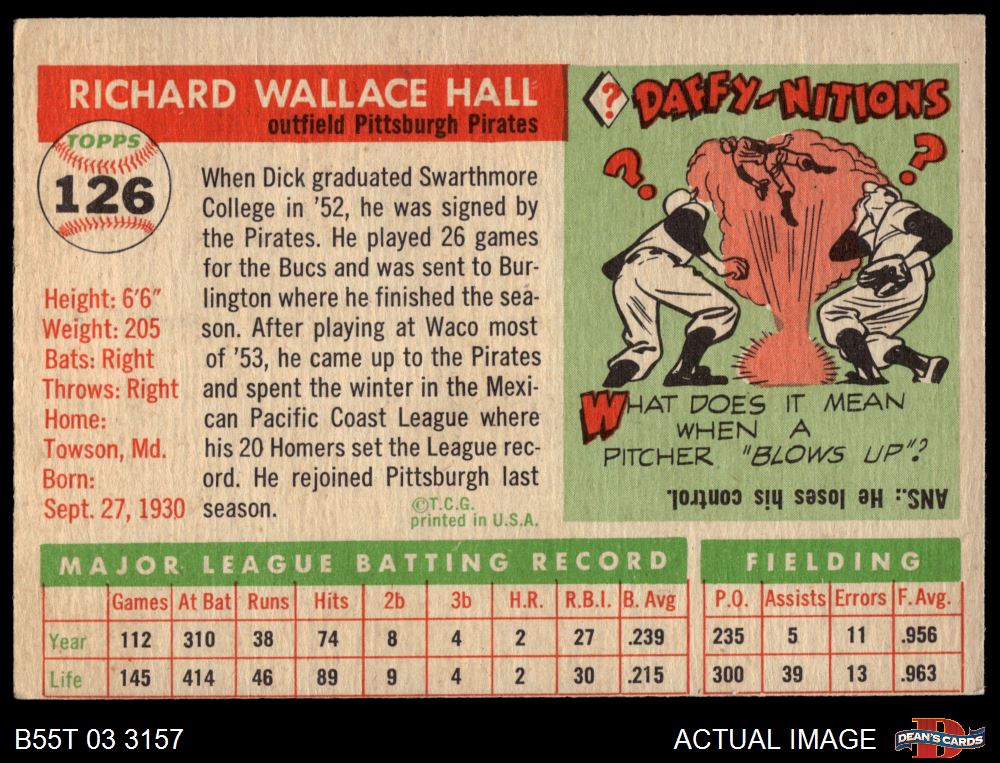 RICHARD WALLACE HALL
outfield Pittsburgh Pirates
TOPPS
126
When Dick graduated Swarthmore
College in '52, he was signed by
the Pirates. He played 26 games
for the Bucs and was sent to Bur-
lington where he finished the sea-
son. After playing at Waco most
of '53, he came up to the Pirates
and spent the winter in the Mexi-
can Pacific Coast League where
his 20 Homers set the League rec-
ord. He rejoined Pittsburgh last
season.
©T.C.G.
printed in U.S.A.
Height: 6'6"
Weight: 205
Bats: Right
Throws: Right
Home:
Towson, Md.
Born:
Sept. 27, 1930
?
DAFFY-NITIONS
? ?
WHAT DOES IT MEAN
WHEN A
PITCHER "BLOWS UP"?
ANS.: He loses his control.
MAJOR LEAGUE BATTING RECORD
Games At Bat Runs Hits 2b 3b H.R. R.B.I. B. Avg
Year 112 310 38 74 8 4 2 27 .239
Life 145 414 46 89 9 4 2 30 .215
FIELDING
P.O. Assists Errors F. Avg.
235 5 11 .956
300 39 13 .963
B55T 03 3157
ACTUAL IMAGE
D
DEAN'S CARDS